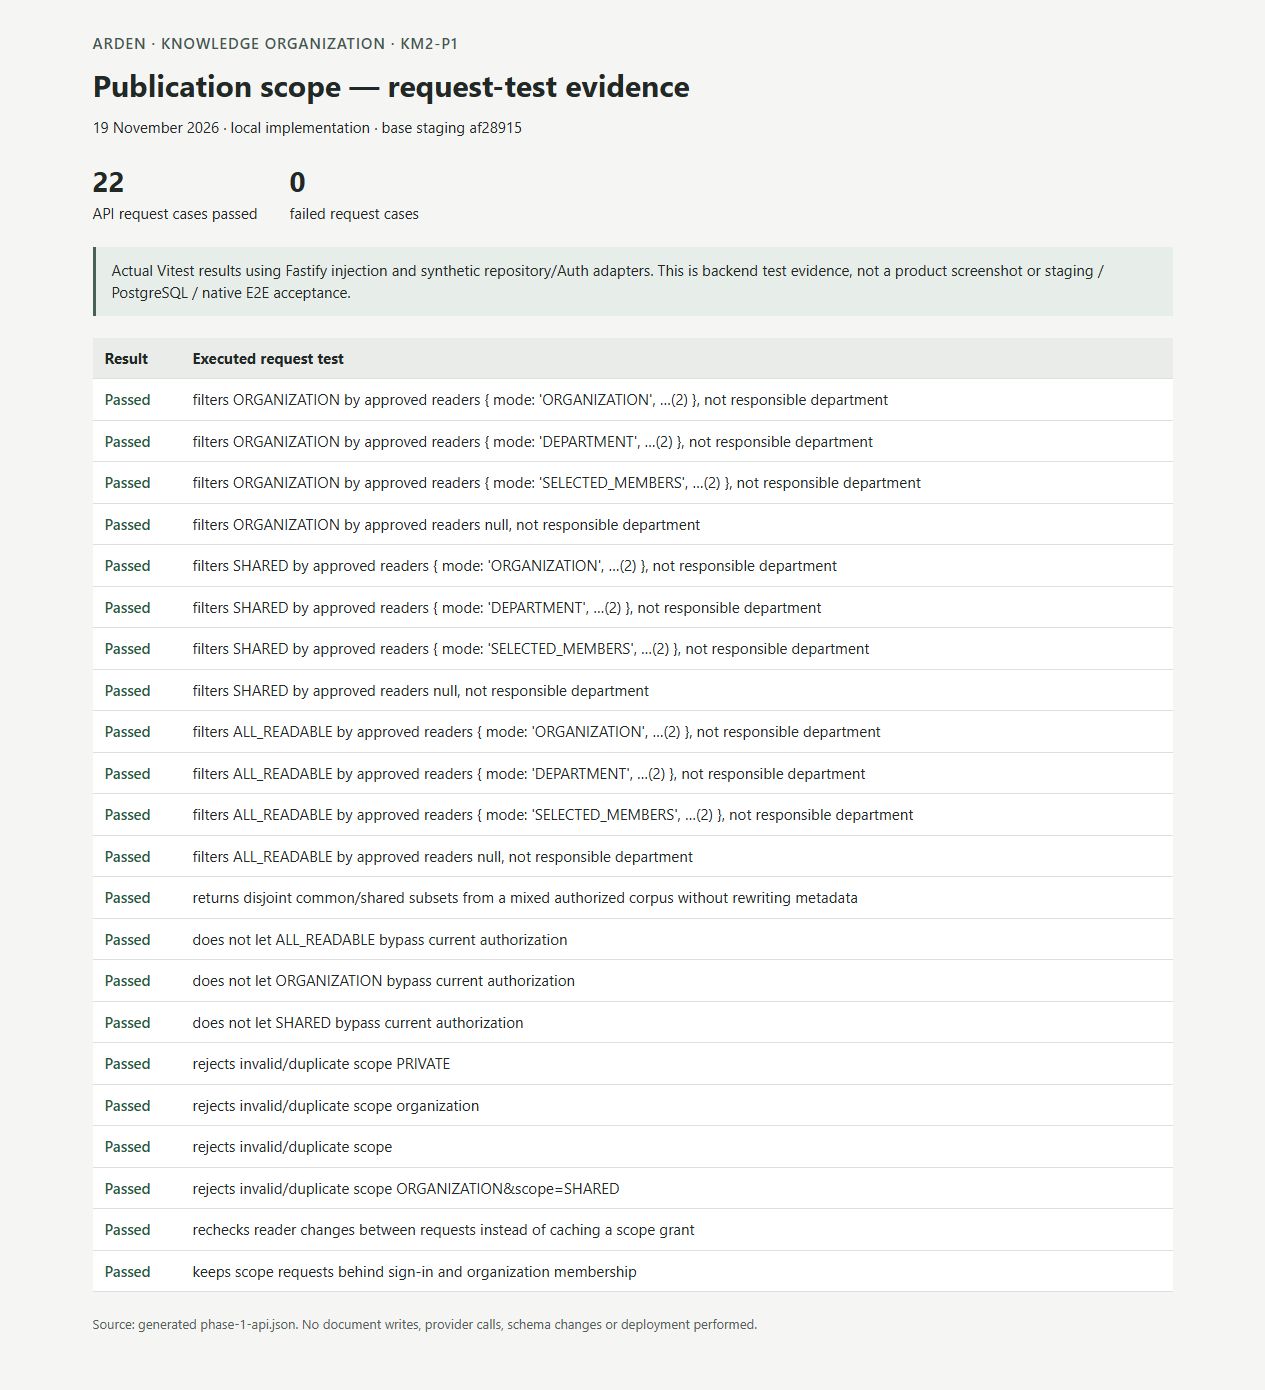 ARDEN · KNOWLEDGE ORGANIZATION · KM2-P1
Publication scope — request-test evidence
19 November 2026 · local implementation · base staging af28915
22
API request cases passed
0
failed request cases
Actual Vitest results using Fastify injection and synthetic repository/Auth adapters. This is backend test evidence, not a product screenshot or staging /
PostgreSQL / native E2E acceptance.
Result Executed request test
Passed filters ORGANIZATION by approved readers { mode: 'ORGANIZATION', …(2) }, not responsible department
Passed filters ORGANIZATION by approved readers { mode: 'DEPARTMENT', …(2) }, not responsible department
Passed filters ORGANIZATION by approved readers { mode: 'SELECTED_MEMBERS', …(2) }, not responsible department
Passed filters ORGANIZATION by approved readers null, not responsible department
Passed filters SHARED by approved readers { mode: 'ORGANIZATION', …(2) }, not responsible department
Passed filters SHARED by approved readers { mode: 'DEPARTMENT', …(2) }, not responsible department
Passed filters SHARED by approved readers { mode: 'SELECTED_MEMBERS', …(2) }, not responsible department
Passed filters SHARED by approved readers null, not responsible department
Passed filters ALL_READABLE by approved readers { mode: 'ORGANIZATION', …(2) }, not responsible department
Passed filters ALL_READABLE by approved readers { mode: 'DEPARTMENT', …(2) }, not responsible department
Passed filters ALL_READABLE by approved readers { mode: 'SELECTED_MEMBERS', …(2) }, not responsible department
Passed filters ALL_READABLE by approved readers null, not responsible department
Passed returns disjoint common/shared subsets from a mixed authorized corpus without rewriting metadata
Passed does not let ALL_READABLE bypass current authorization
Passed does not let ORGANIZATION bypass current authorization
Passed does not let SHARED bypass current authorization
Passed rejects invalid/duplicate scope PRIVATE
Passed rejects invalid/duplicate scope organization
Passed rejects invalid/duplicate scope
Passed rejects invalid/duplicate scope ORGANIZATION&scope=SHARED
Passed rechecks reader changes between requests instead of caching a scope grant
Passed keeps scope requests behind sign-in and organization membership
Source: generated phase-1-api.json. No document writes, provider calls, schema changes or deployment performed.